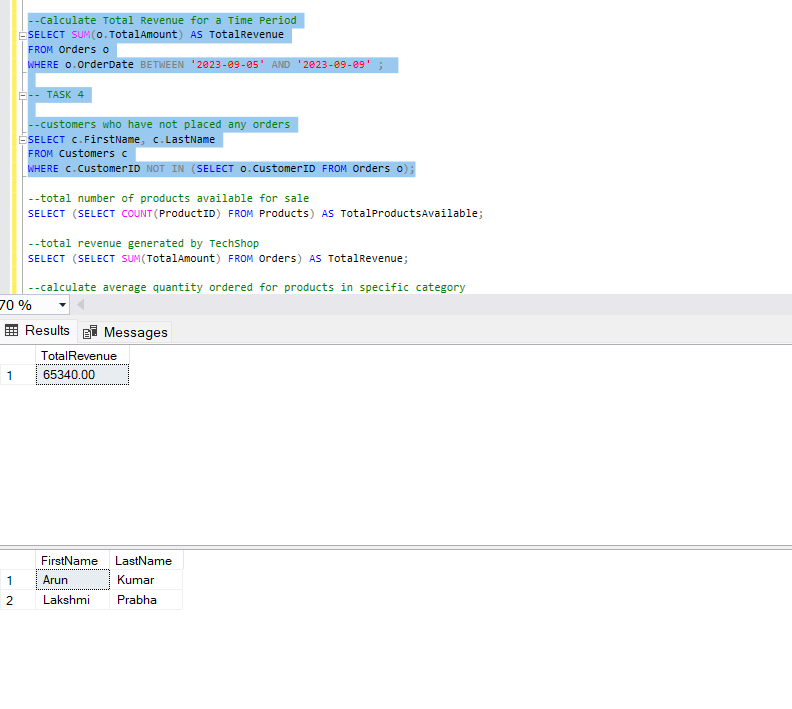 --Calculate Total Revenue for a Time Period
SELECT SUM(o.TotalAmount) AS TotalRevenue
FROM Orders o
WHERE o.OrderDate BETWEEN '2023-09-05' AND '2023-09-09' ;
-- TASK 4
--customers who have not placed any orders
SELECT c.FirstName, c.LastName
FROM Customers c
WHERE c.CustomerID NOT IN (SELECT o.CustomerID FROM Orders o);
--total number of products available for sale
SELECT (SELECT COUNT(ProductID) FROM Products) AS TotalProductsAvailable;
--total revenue generated by TechShop
SELECT (SELECT SUM(TotalAmount) FROM Orders) AS TotalRevenue;
--calculate average quantity ordered for products in specific category
70 %
Results Messages
TotalRevenue
1 65340.00
FirstName LastName
1 Arun Kumar
2 Lakshmi Prabha